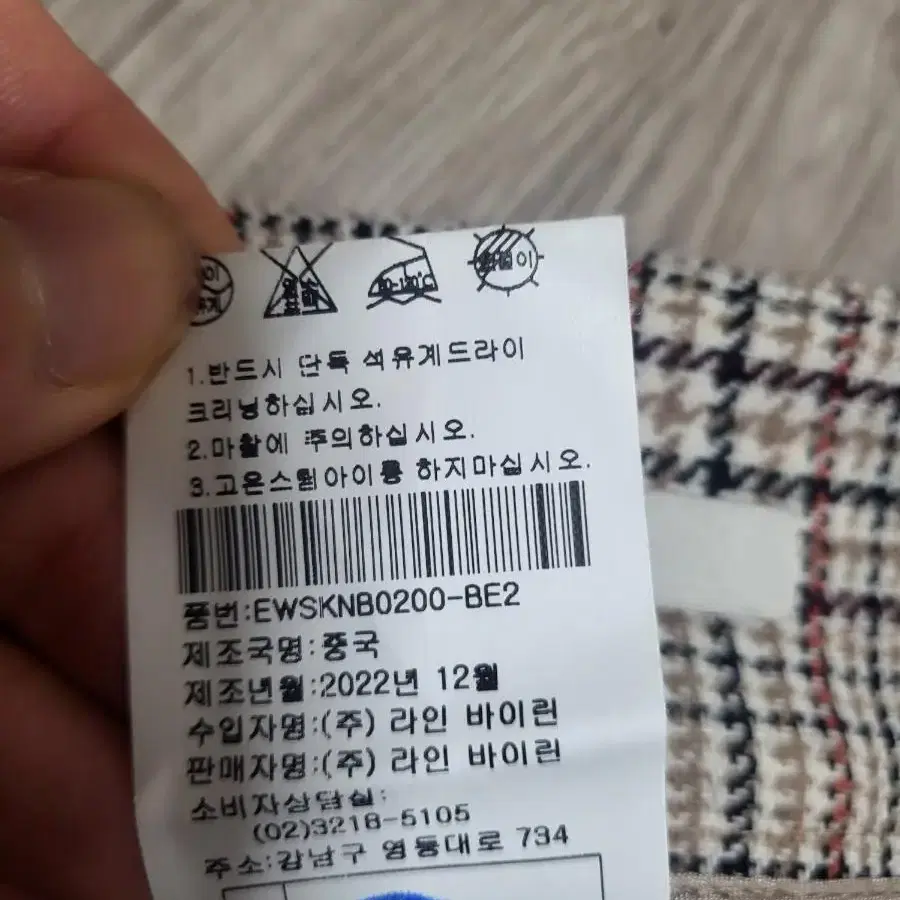 1.반드시 단독 석유계드라이
크리닝하십시오.
2.마찰에 주의하십시오.
3.고온스팀아이롱 하지마십시오.
품번:EWSKNB0200-BE2
제조국명:중국
제조년월:2022년 12월
수입자명:(주) 라인 바이린
판매자명:(주) 라인 바이린
소비자상담실:
(02)3218-5105
주소:강남구 영동대로 734